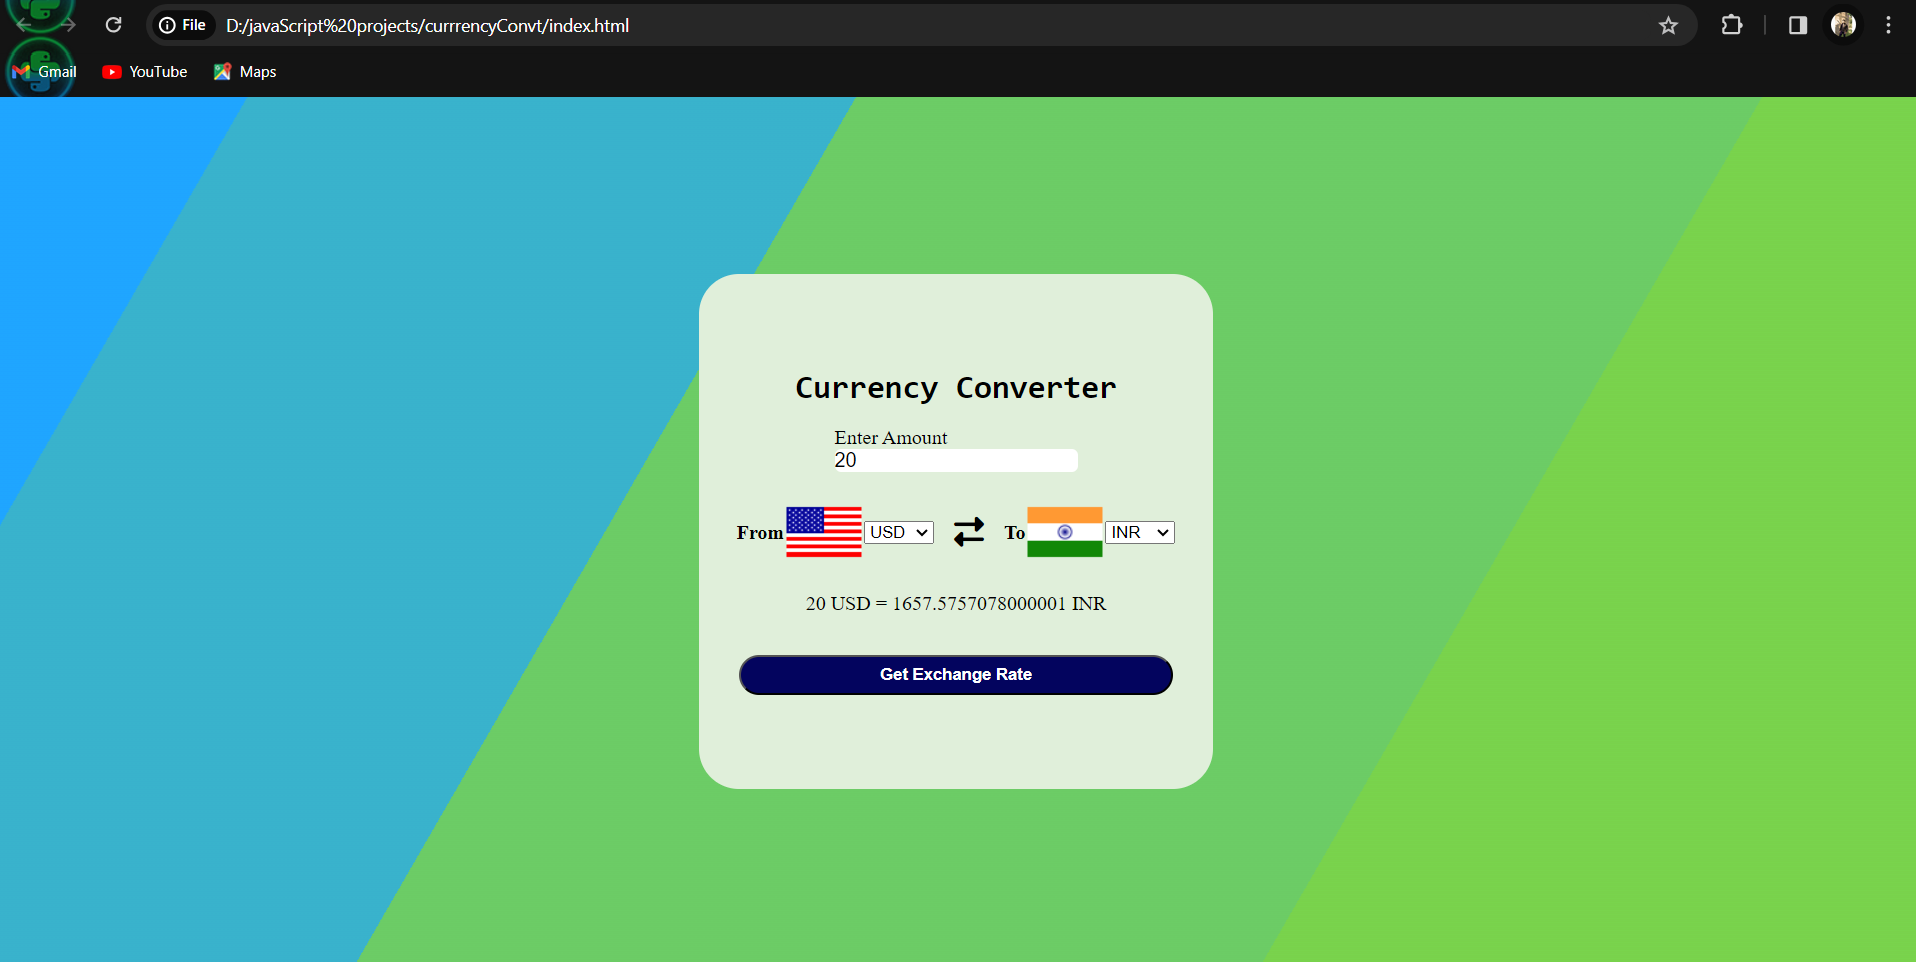 File D:/javaScript%20projects/currrencyConvt/index.html
Gmail YouTube Maps
Currency Converter
Enter Amount
20
From USD To INR
20 USD = 1657.5757078000001 INR
Get Exchange Rate